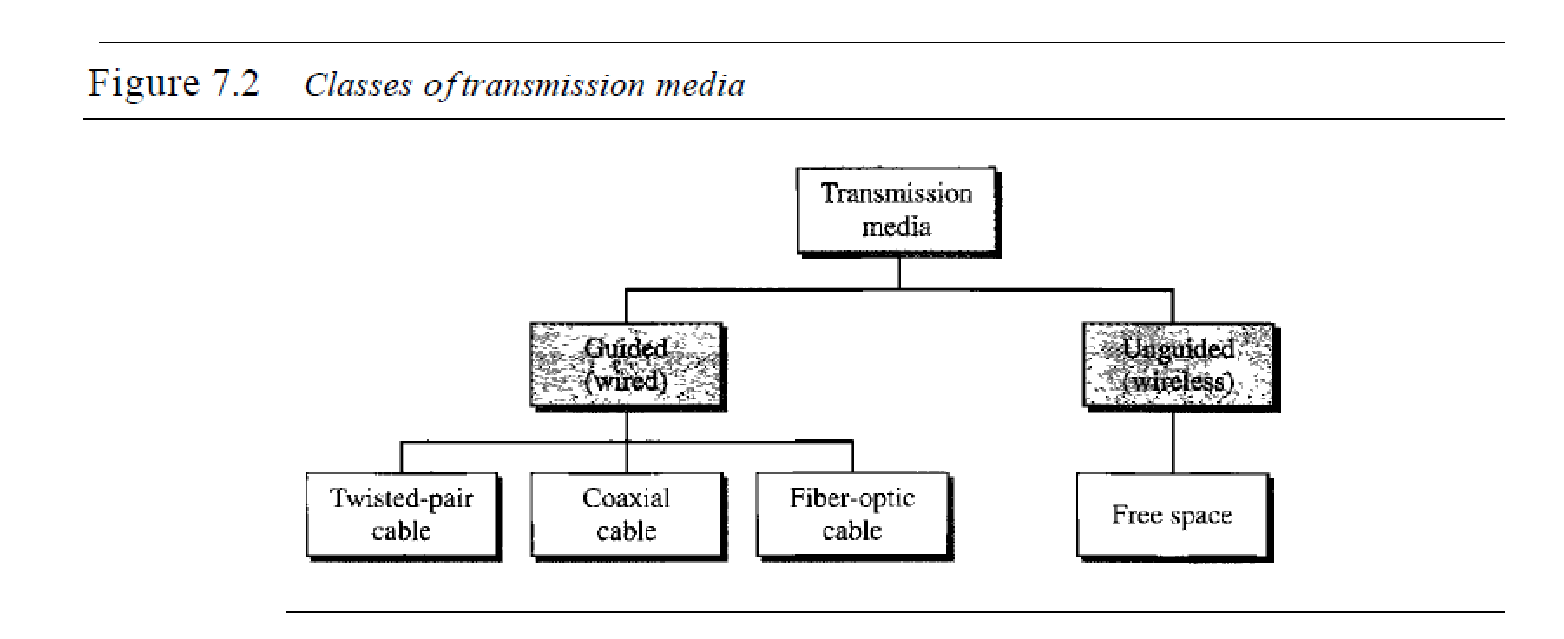 Figure 7.2 Classes of transmission media
Transmission
media
Guided
(wired)
Unguided
(wireless)
Twisted-pair
cable
Coaxial
cable
Fiber-optic
cable
Free space